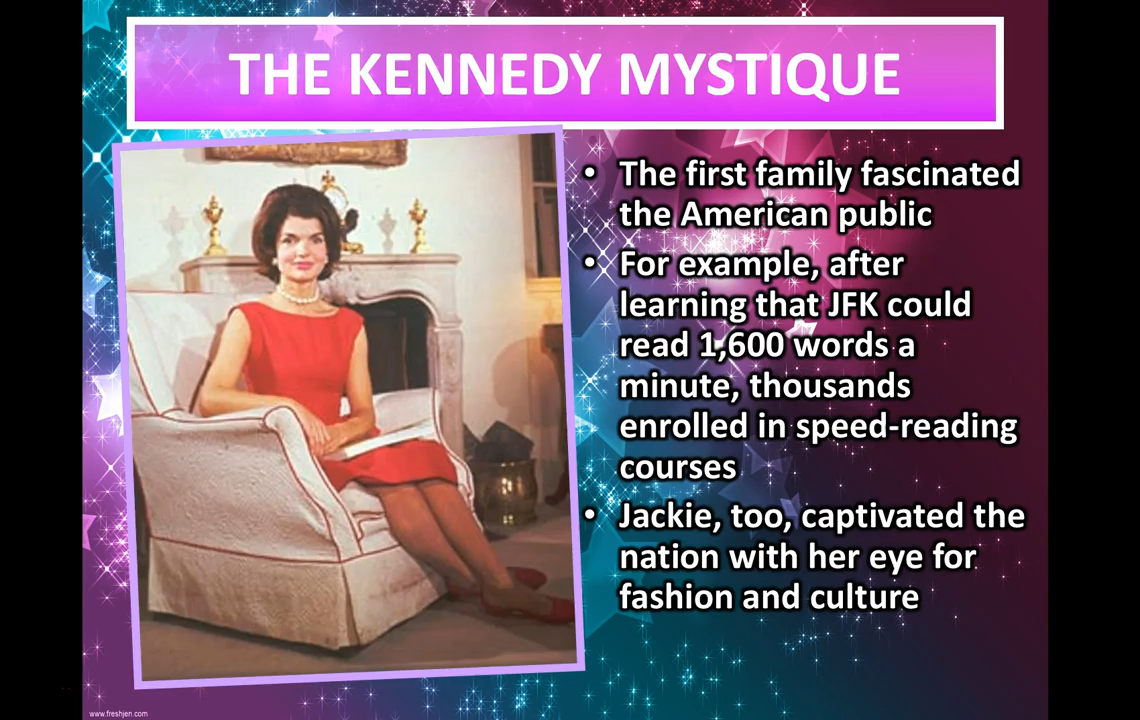 THE KENNEDY MYSTIQUE
• The first family fascinated
the American public
• For example, after
learning that JFK could
read 1,600 words a
minute, thousands
enrolled in speed-reading
courses
• Jackie, too, captivated the
nation with her eye for
fashion and culture
www.freshjen.com